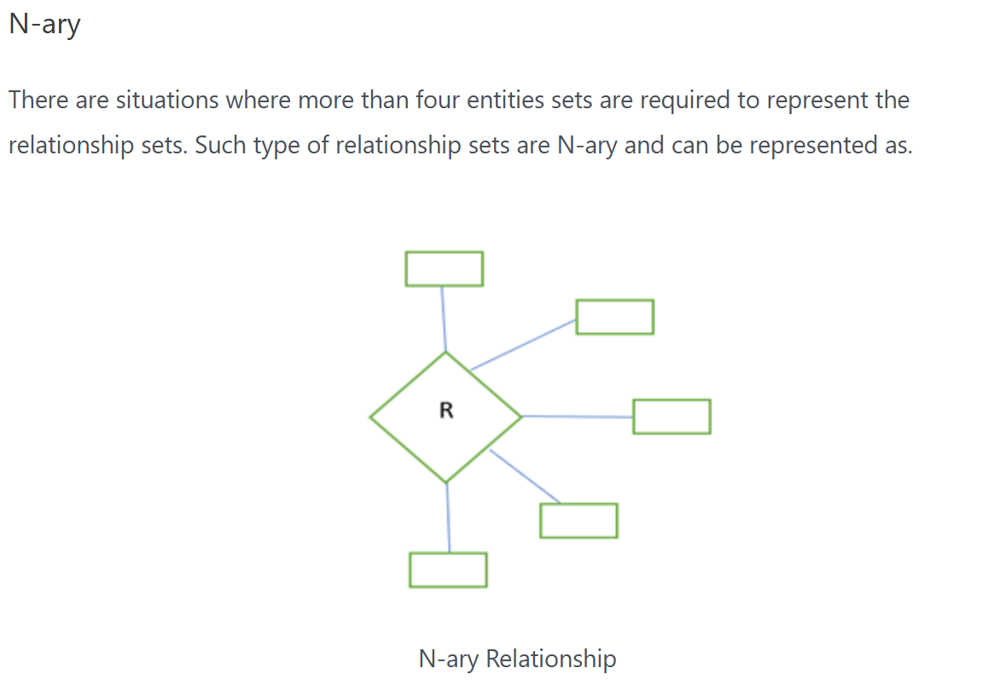 N-ary
There are situations where more than four entities sets are required to represent the
relationship sets. Such type of relationship sets are N-ary and can be represented as.
R
N-ary Relationship